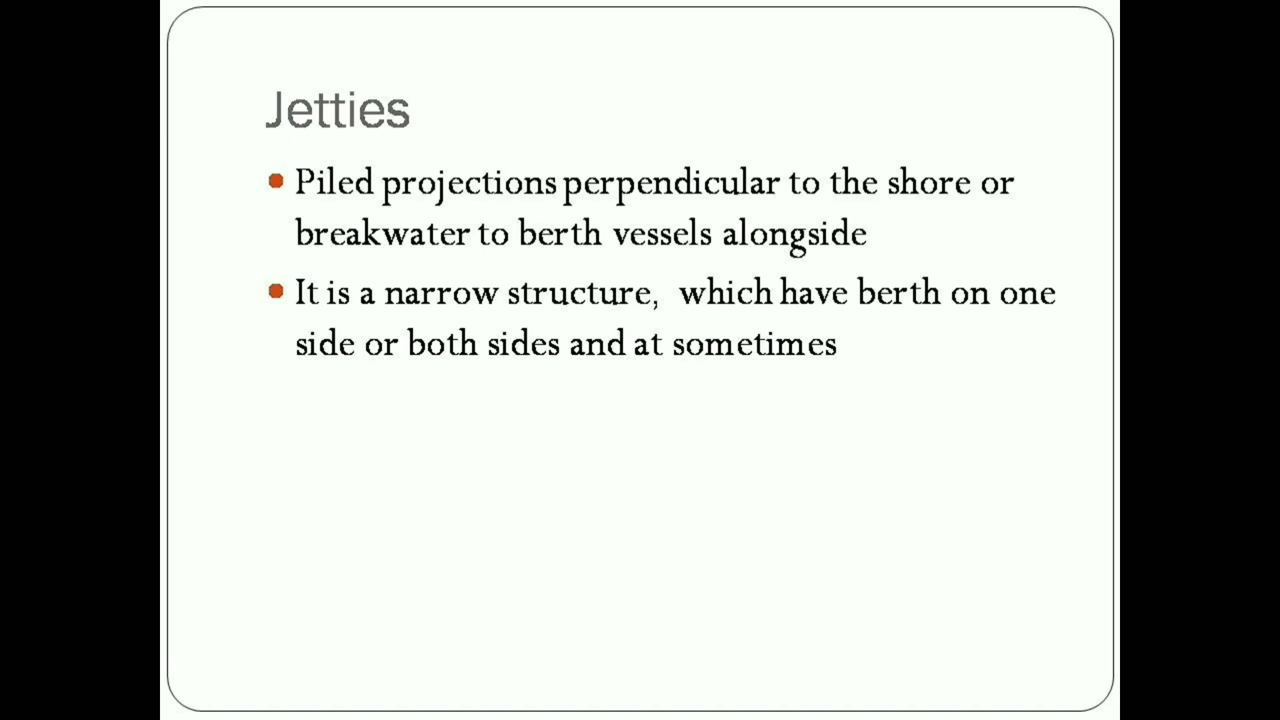 Jetties
Piled projections perpendicular to the shore or
breakwater to berth vessels alongside
It is a narrow structure, which have berth on one
side or both sides and at sometimes